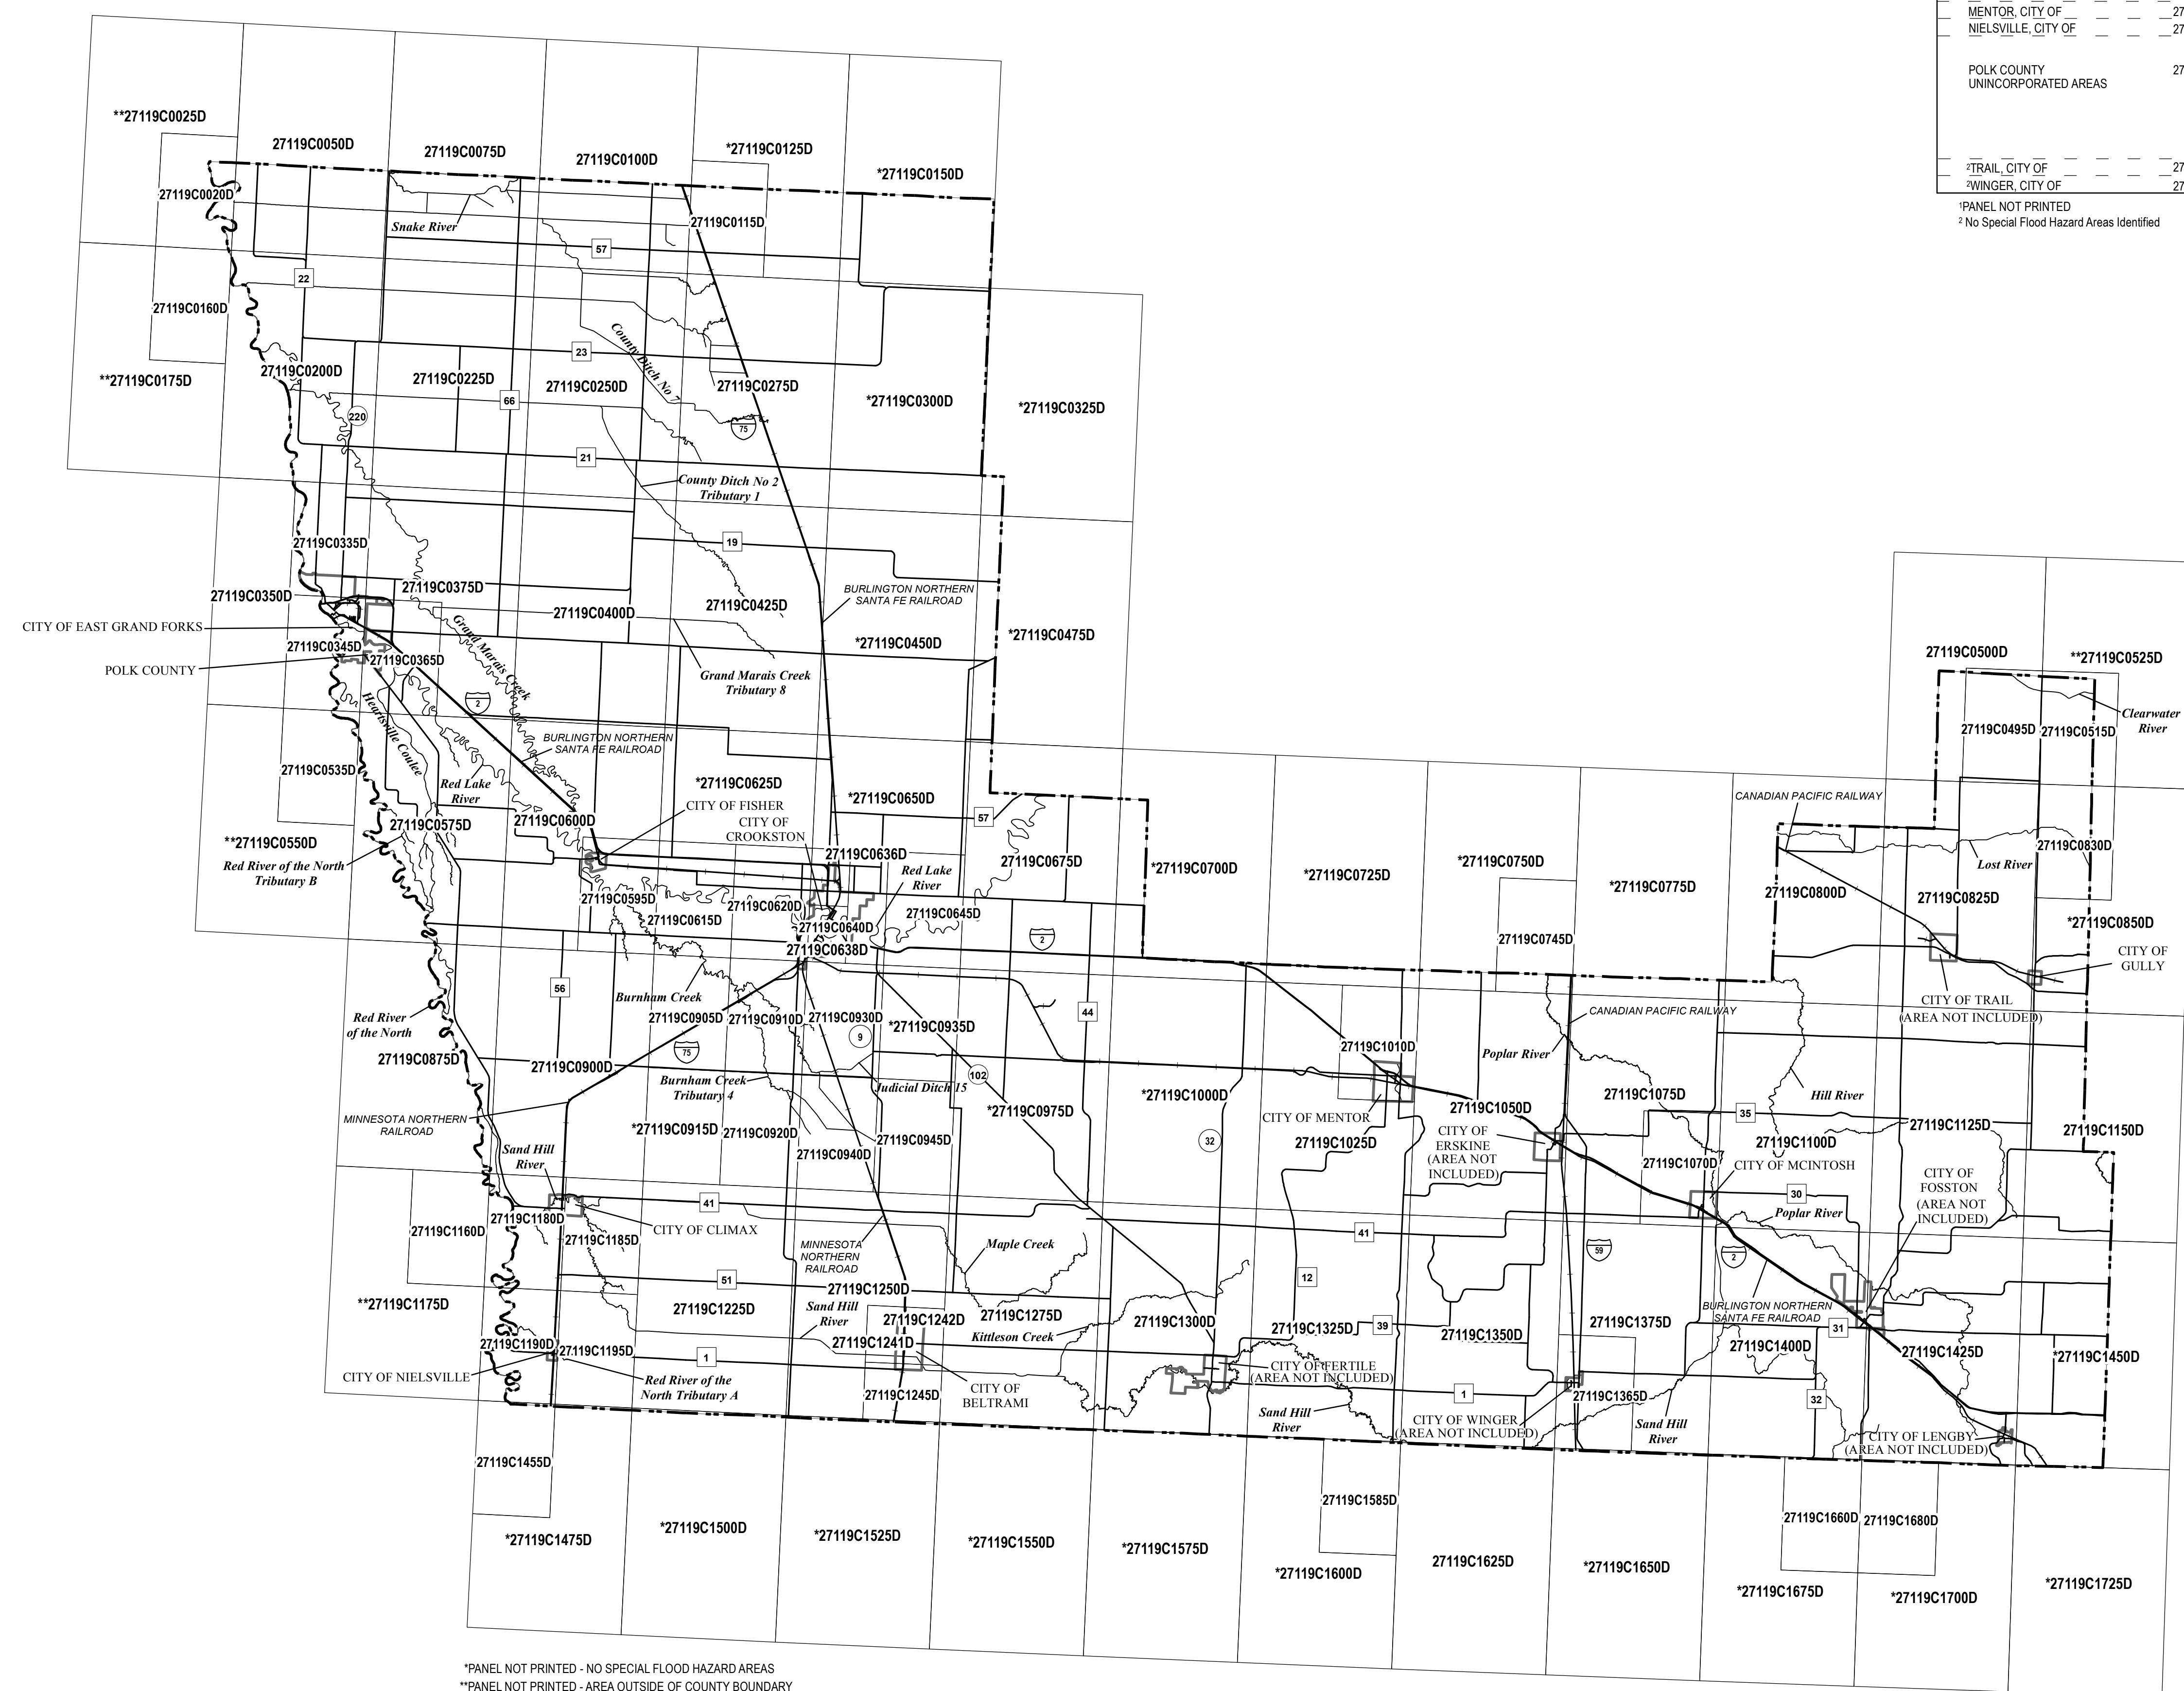 MENTOR, CITY OF 27
NIELSVILLE, CITY OF 27
POLK COUNTY 27
UNINCORPORATED AREAS
²TRAIL, CITY OF 27
²WINGER, CITY OF 27
¹PANEL NOT PRINTED
² No Special Flood Hazard Areas Identified
**27119C0025D
27119C0050D
27119C0075D
27119C0100D
*27119C0125D
*27119C0150D
27119C0020D
Snake River
27119C0115D
57
22
27119C0160D
County Ditch No 7
23
**27119C0175D
27119C0200D
27119C0225D
27119C0250D
27119C0275D
*27119C0300D
*27119C0325D
66
220
75
21
County Ditch No 2
Tributary 1
27119C0335D
19
27119C0350D
27119C0375D
27119C0400D
27119C0425D
BURLINGTON NORTHERN
SANTA FE RAILROAD
CITY OF EAST GRAND FORKS
*27119C0450D
*27119C0475D
27119C0345D
27119C0365D
Grand Marais Creek
POLK COUNTY
Grand Marais Creek
Tributary 8
27119C0500D
**27119C0525D
Heartsville Coulee
2
Clearwater
River
27119C0495D
27119C0515D
BURLINGTON NORTHERN
SANTA FE RAILROAD
27119C0535D
Red Lake
River
*27119C0625D
*27119C0650D
CITY OF FISHER
CITY OF
CROOKSTON
57
CANADIAN PACIFIC RAILWAY
27119C0575D
27119C0600D
**27119C0550D
Red River of the North
Tributary B
27119C0636D
Red Lake
River
27119C0675D
*27119C0700D
*27119C0725D
*27119C0750D
*27119C0775D
27119C0830D
Lost River
27119C0800D
27119C0825D
27119C0595D
27119C0615D
27119C0620D
27119C0640D
27119C0645D
27119C0638D
2
27119C0745D
*27119C0850D
CITY OF
GULLY
56
Burnham Creek
CITY OF TRAIL
(AREA NOT INCLUDED)
Red River
of the North
27119C0905D
27119C0910D
27119C0930D
*27119C0935D
44
CANADIAN PACIFIC RAILWAY
9
27119C0875D
27119C0900D
75
27119C1010D
Poplar River
Burnham Creek
Tributary 4
Judicial Ditch 15
102
*27119C0975D
*27119C1000D
27119C1050D
27119C1075D
Hill River
MINNESOTA NORTHERN
RAILROAD
*27119C0915D
27119C0920D
27119C0945D
27119C0940D
CITY OF MENTOR
32
27119C1025D
CITY OF
ERSKINE
(AREA NOT
INCLUDED)
35
27119C1125D
27119C1150D
27119C1100D
Sand Hill
River
27119C1070D
CITY OF MCINTOSH
CITY OF
FOSSTON
(AREA NOT
INCLUDED)
30
Poplar River
41
27119C1180D
CITY OF CLIMAX
27119C1160D
27119C1185D
MINNESOTA
NORTHERN
RAILROAD
Maple Creek
41
59
2
51
27119C1250D
12
**27119C1175D
27119C1225D
Sand Hill
River
27119C1242D
27119C1275D
27119C1300D
27119C1325D
39
27119C1350D
27119C1375D
BURLINGTON NORTHERN
SANTA FE RAILROAD
31
Kittleson Creek
27119C1190D
27119C1195D
27119C1241D
1
27119C1400D
27119C1425D
*27119C1450D
CITY OF NIELSVILLE
Red River of the
North Tributary A
27119C1245D
CITY OF
BELTRAMI
CITY OF FERTILE
(AREA NOT INCLUDED)
1
27119C1365D
32
Sand Hill
River
CITY OF WINGER
(AREA NOT INCLUDED)
Sand Hill
River
CITY OF LENGBY
(AREA NOT INCLUDED)
27119C1455D
27119C1585D
27119C1660D
27119C1680D
*27119C1475D
*27119C1500D
*27119C1525D
*27119C1550D
*27119C1575D
*27119C1600D
27119C1625D
*27119C1650D
*27119C1675D
*27119C1700D
*27119C1725D
*PANEL NOT PRINTED - NO SPECIAL FLOOD HAZARD AREAS
**PANEL NOT PRINTED - AREA OUTSIDE OF COUNTY BOUNDARY